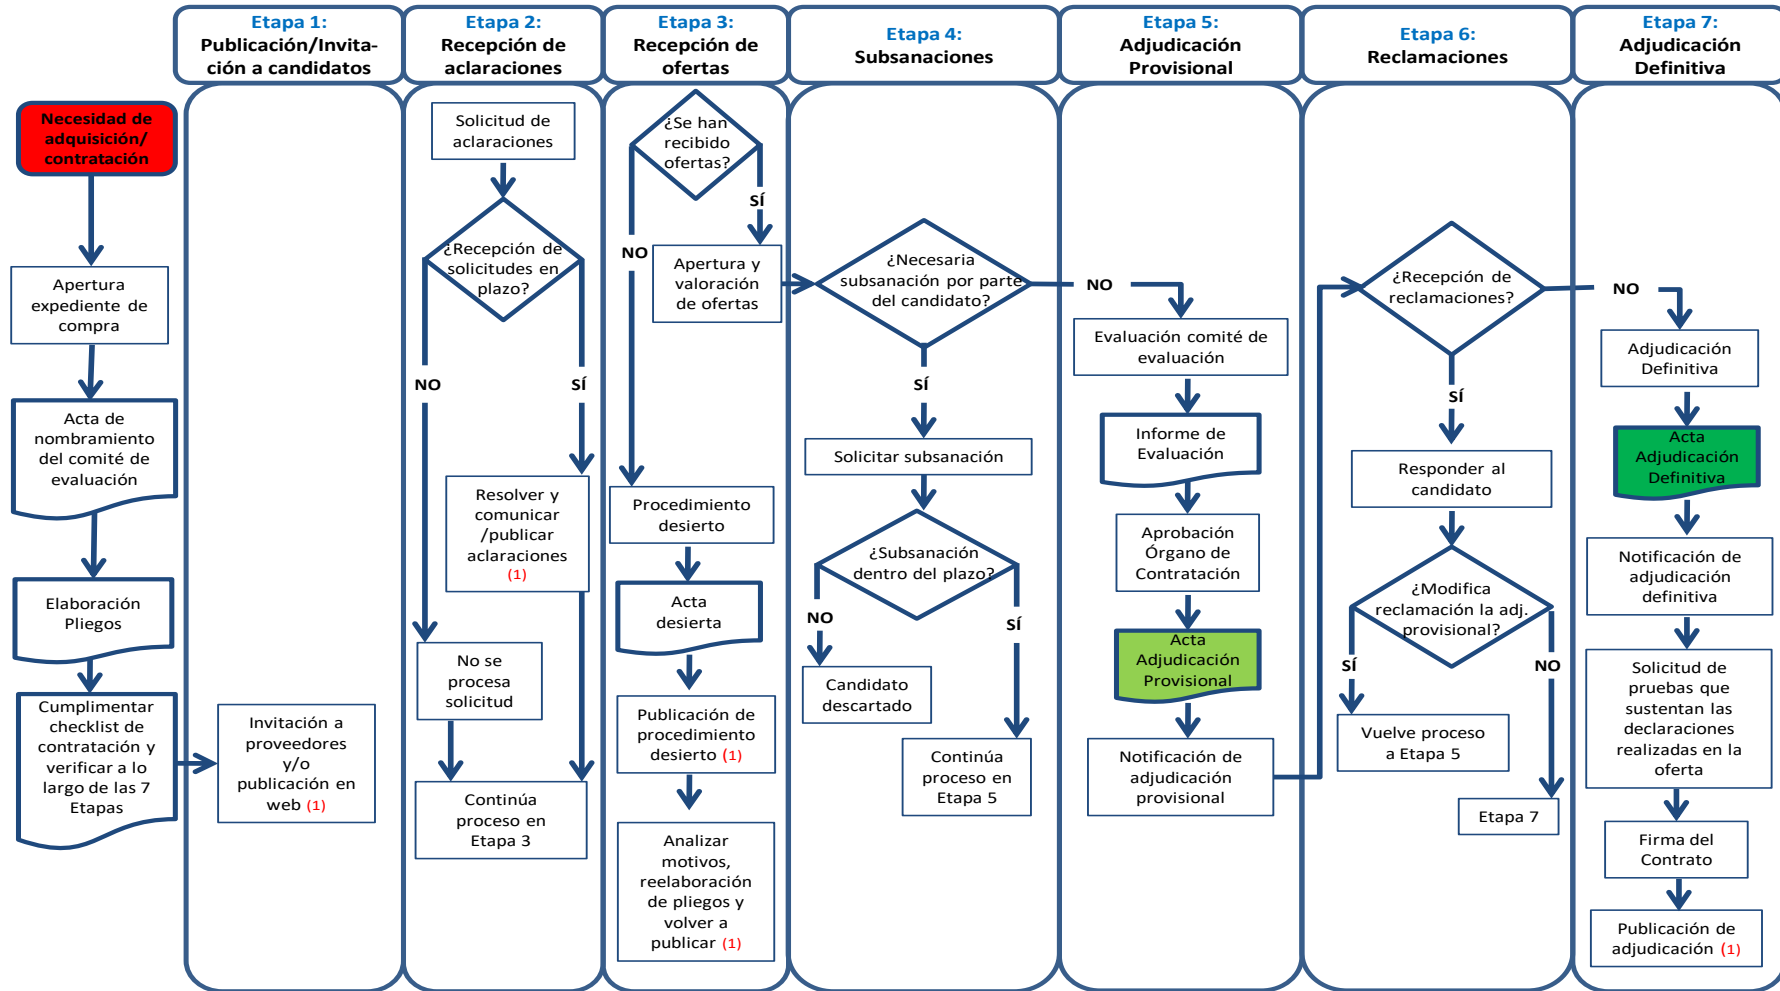 Etapa 1:
Publicación/Invita-
ción a candidatos
Etapa 2:
Recepción de
aclaraciones
Etapa 3:
Recepción de
ofertas
Etapa 4:
Subsanaciones
Etapa 5:
Adjudicación
Provisional
Etapa 6:
Reclamaciones
Etapa 7:
Adjudicación
Definitiva
Necesidad de
adquisición/
contratación
Apertura
expediente de
compra
Acta de
nombramiento
del comité de
evaluación
Elaboración
Pliegos
Cumplimentar
checklist de
contratación y
verificar a lo
largo de las 7
Etapas
Invitación a
proveedores
y/o
publicación en
web (1)
Solicitud de
aclaraciones
¿Recepción de
solicitudes en
plazo?
NO
SÍ
Resolver y
comunicar
/publicar
aclaraciones
(1)
No se
procesa
solicitud
Continúa
proceso en
Etapa 3
¿Se han
recibido
ofertas?
SÍ
NO
Apertura y
valoración
de ofertas
Procedimiento
desierto
Acta
desierta
Publicación de
procedimiento
desierto (1)
Analizar
motivos,
reelaboración
de pliegos y
volver a
publicar (1)
¿Necesaria
subsanación por parte
del candidato?
NO
SÍ
Solicitar subsanación
¿Subsanación
dentro del plazo?
NO
SÍ
Candidato
descartado
Continúa
proceso en
Etapa 5
Evaluación comité de
evaluación
Informe de
Evaluación
Aprobación
Órgano de
Contratación
Acta
Adjudicación
Provisional
Notificación de
adjudicación
provisional
¿Recepción de
reclamaciones?
NO
SÍ
Responder al
candidato
¿Modifica
reclamación la adj.
provisional?
SÍ
NO
Vuelve proceso
a Etapa 5
Etapa 7
Adjudicación
Definitiva
Acta
Adjudicación
Definitiva
Notificación de
adjudicación
definitiva
Solicitud de
pruebas que
sustentan las
declaraciones
realizadas en la
oferta
Firma del
Contrato
Publicación de
adjudicación (1)